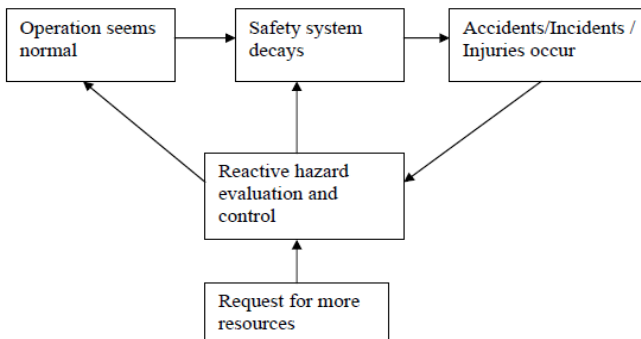 Operation seems
normal
Safety system
decays
Accidents/Incidents /
Injuries occur
Reactive hazard
evaluation and
control
Request for more
resources